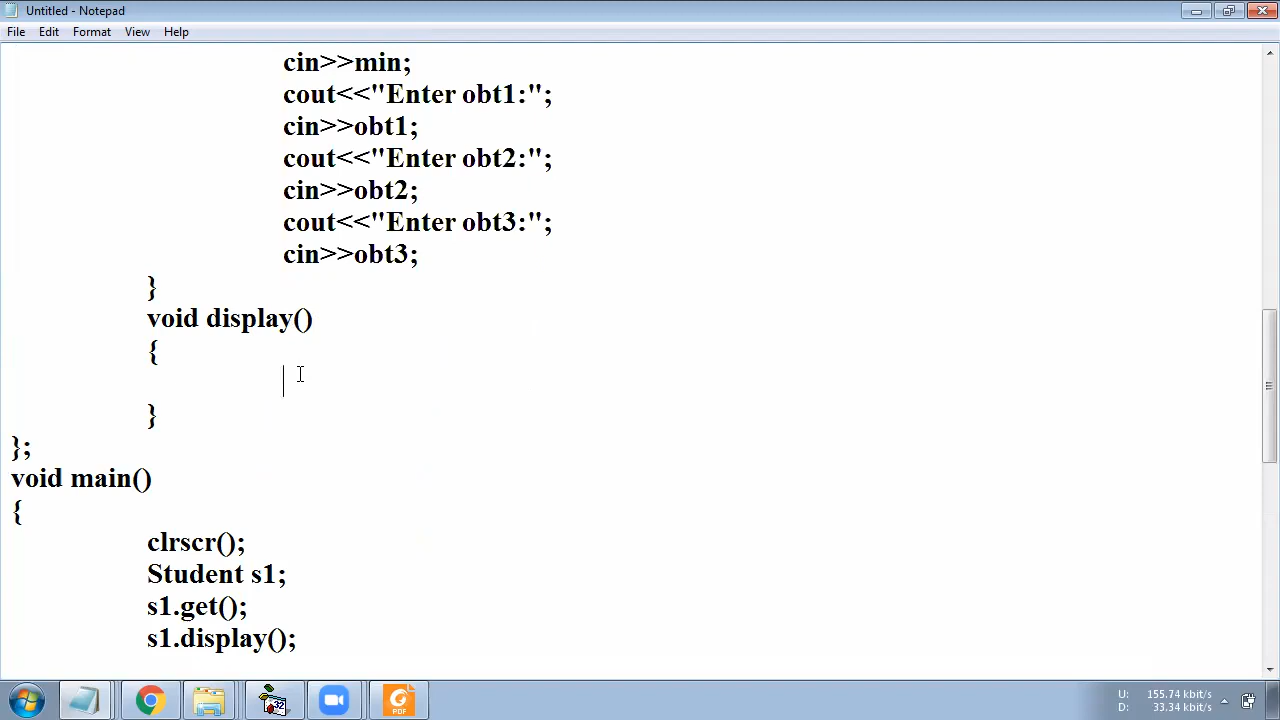 Untitled - Notepad
File Edit Format View Help
cin>>min;
cout<<"Enter obt1:";
cin>>obt1;
cout<<"Enter obt2:";
cin>>obt2;
cout<<"Enter obt3:";
cin>>obt3;
}
void display()
{
}
};
void main()
{
clrscr();
Student s1;
s1.get();
s1.display();
32
PDF
U: 155.74 kbit/s
D: 33.34 kbit/s